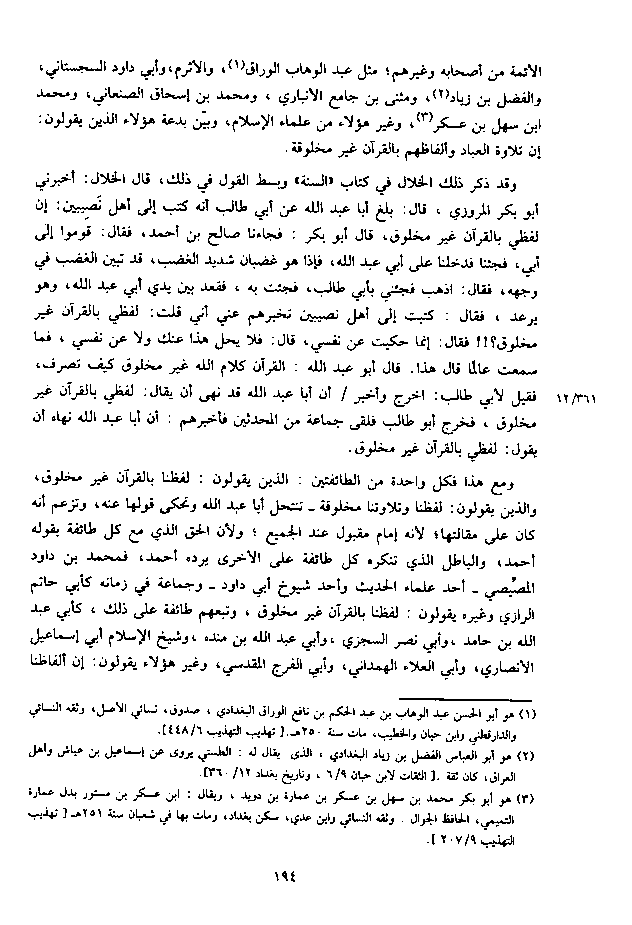 الأئمة من أصحابه وغيرهم؛ مثل عبد الوهاب الوراق(١)، والأثرم، وأبي داود السجستاني،
والفضل بن زياد(٢)، ومثنى بن جامع الأنباري ، ومحمد بن إسحاق الصنعاني، ومحمد
ابن سهل بن عسكر(٣)، وغير هؤلاء من علماء الإسلام، وبيّن بدعة هؤلاء الذين يقولون:
إن تلاوة العباد وألفاظهم بالقرآن غير مخلوقة.
وقد ذكر ذلك الخلال في كتاب «السنة» وبسط القول في ذلك، قال الخلال: أخبرني
أبو بكر المروزي ، قال: بلغ أبا عبد الله عن أبي طالب أنه كتب إلى أهل نَصِيبين: إن
لفظي بالقرآن غير مخلوق، قال أبو بكر : فجاءنا صالح بن أحمد، فقال: قوموا إلى
أبي، فجئنا فدخلنا على أبي عبد الله، فإذا هو غضبان شديد الغضب، قد تبين الغضب في
وجهه، فقال: اذهب فجئني بأبي طالب، فجئت به ، فقعد بين يدي أبي عبد الله، وهو
يرعد ، فقال : كتبت إلى أهل نصيبين تخبرهم عني أني قلت: لفظي بالقرآن غير
مخلوق؟!! فقال: إنما حكيت عن نفسي، قال: فلا يحل هذا عنك ولا عن نفسي ، فما
سمعت عالمًا قال هذا. قال أبو عبد الله : القرآن كلام الله غير مخلوق كيف تصرف،
فقيل لأبي طالب: اخرج وأخبر / أن أبا عبد الله قد نهى أن يقال: لفظي بالقرآن غير
١٢/٣٦١
مخلوق ، فخرج أبو طالب فلقى جماعة من المحدثين فأخبرهم : أن أبا عبد الله نهاه أن
يقول: لفظي بالقرآن غير مخلوق.
ومع هذا فكل واحدة من الطائفتين : الذين يقولون : لفظنا بالقرآن غير مخلوق،
والذين يقولون: لفظنا وتلاوتنا مخلوقة ـ تنتحل أبا عبد الله وتحكى قولها عنه، وتزعم أنه
كان على مقالتها؛ لأنه إمام مقبول عند الجميع ؛ ولأن الحق الذي مع كل طائفة يقوله
أحمد، والباطل الذي تنكره كل طائفة على الأخرى يرده أحمد، فمحمد بن داود
المصِّيصي ـ أحد علماء الحديث وأحد شيوخ أبي داود ـ وجماعة في زمانه كأبي حاتم
الرازي وغيره يقولون : لفظنا بالقرآن غير مخلوق ، وتبعهم طائفة على ذلك ، كأبي عبد
الله بن حامد ، وأبي نصر السجزي ، وأبي عبد الله بن منده ، وشيخ الإسلام أبي إسماعيل
الأنصاري، وأبي العلاء الهمداني، وأبي الفرج المقدسي، وغير هؤلاء يقولون: إن ألفاظنا
(١) هو أبو الحسن عبد الوهاب بن عبد الحكم بن نافع الوراق البغدادي ، صدوق، نسائي الأصل، وثقه النسائي
والدارقطني وابن حبان والخطيب، مات سنة ٢٥٠هـ.[ تهذيب التهذيب ٤٤٨/٦].
(٢) هو أبو العباس الفضل بن زياد البغدادي ، الذي يقال له : الطستي يروى عن إسماعيل بن عياش وأهل
العراق، كان ثقة .[ الثقات لابن حبان ٦/٩ ، وتاريخ بغداد ٣٦٠/١٢].
(٣) هو أبو بكر محمد بن سهل بن عسكر بن عمارة بن دويد ، ويقال : ابن عسكر بن مستور بدل عمارة
التميمي، الحافظ الجوال . وثقه النسائي وابن عدي، سكن بغداد، ومات بها في شعبان سنة ٢٥١هـ[ تهذيب
التهذيب ٢٠٧/٩ ].
١٩٤